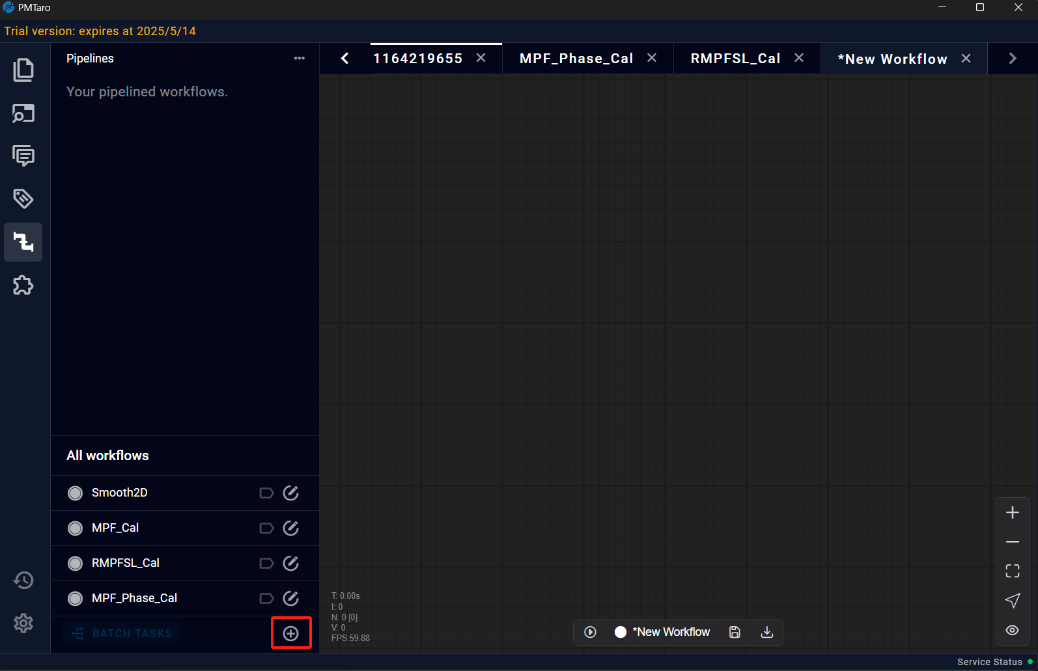 PMTaro
Trial version: expires at 2025/5/14
Pipelines
1164219655
MPF_Phase_Cal
RMPFSL_Cal
*New Workflow
Your pipelined workflows.
All workflows
Smooth2D
MPF_Cal
RMPFSL_Cal
MPF_Phase_Cal
BATCH TASKS
T: 0.00s
I: 0
N: 0 [0]
V: 0
FPS:59.88
*New Workflow
Service Status